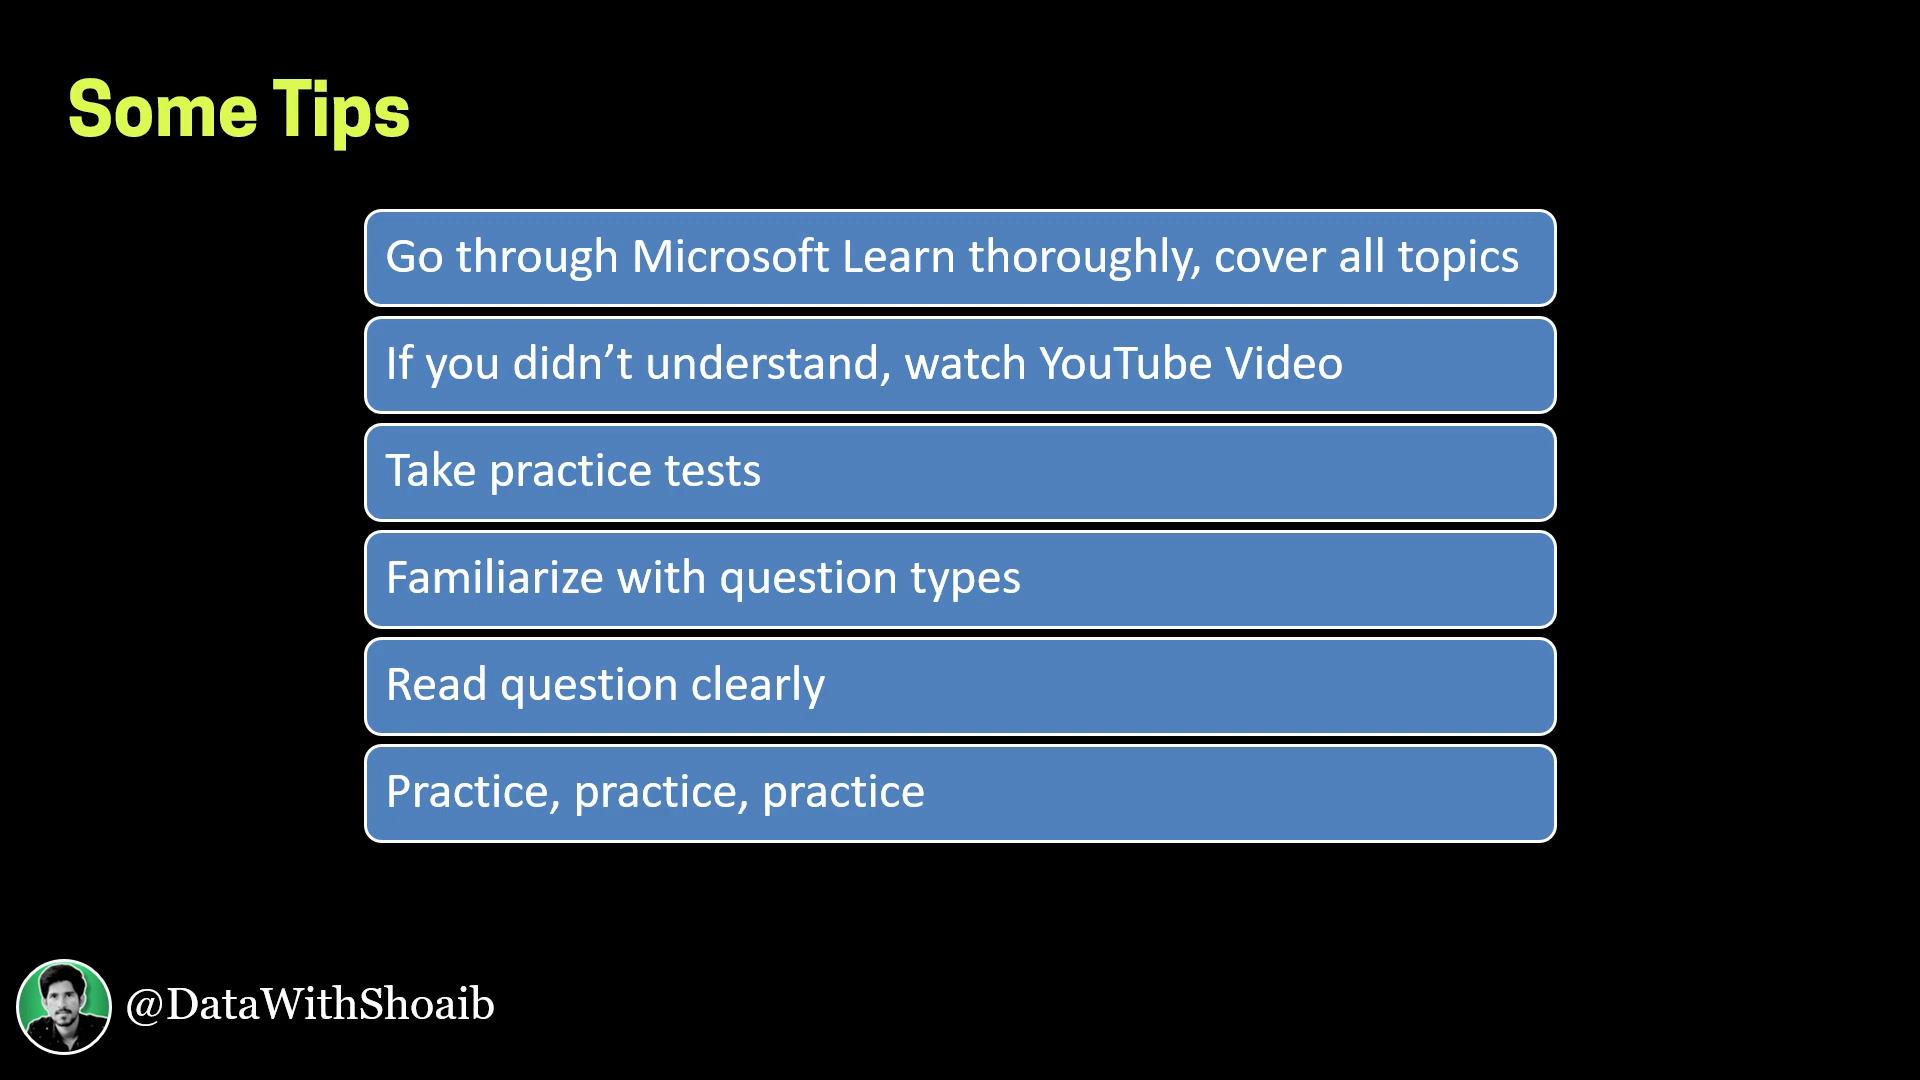 Some Tips
Go through Microsoft Learn thoroughly, cover all topics
If you didn’t understand, watch YouTube Video
Take practice tests
Familiarize with question types
Read question clearly
Practice, practice, practice
@DataWithShoaib